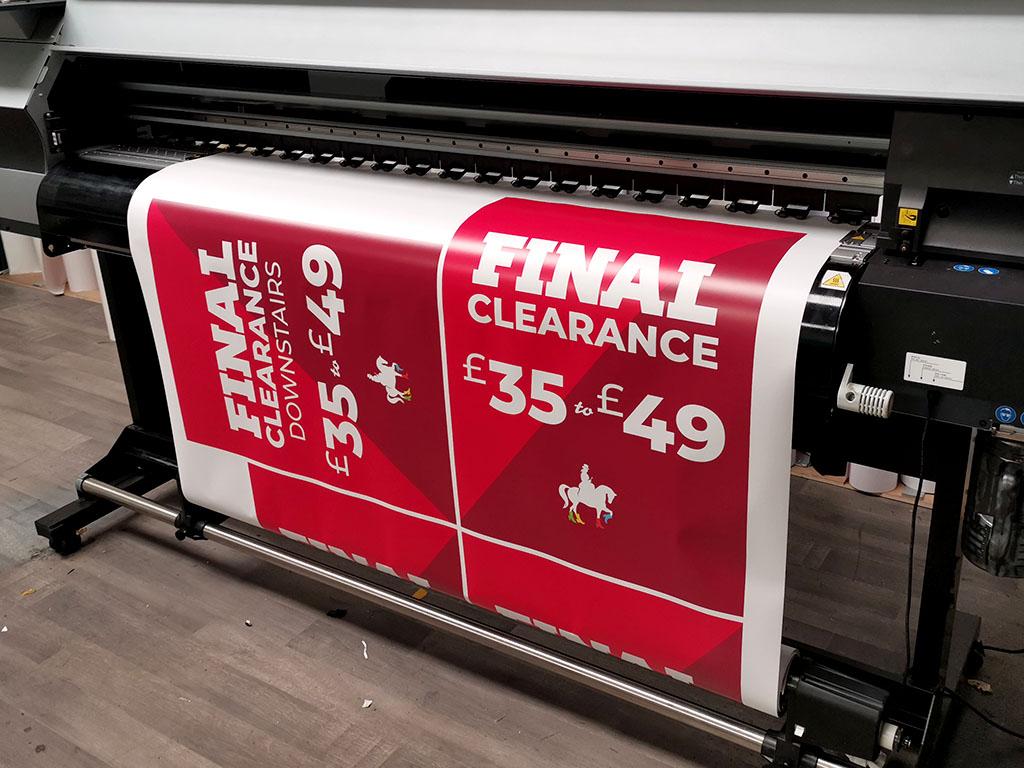 FINAL
CLEARANCE
DOWNSTAIRS
£35 to £49
FINAL
CLEARANCE
£35 to £49